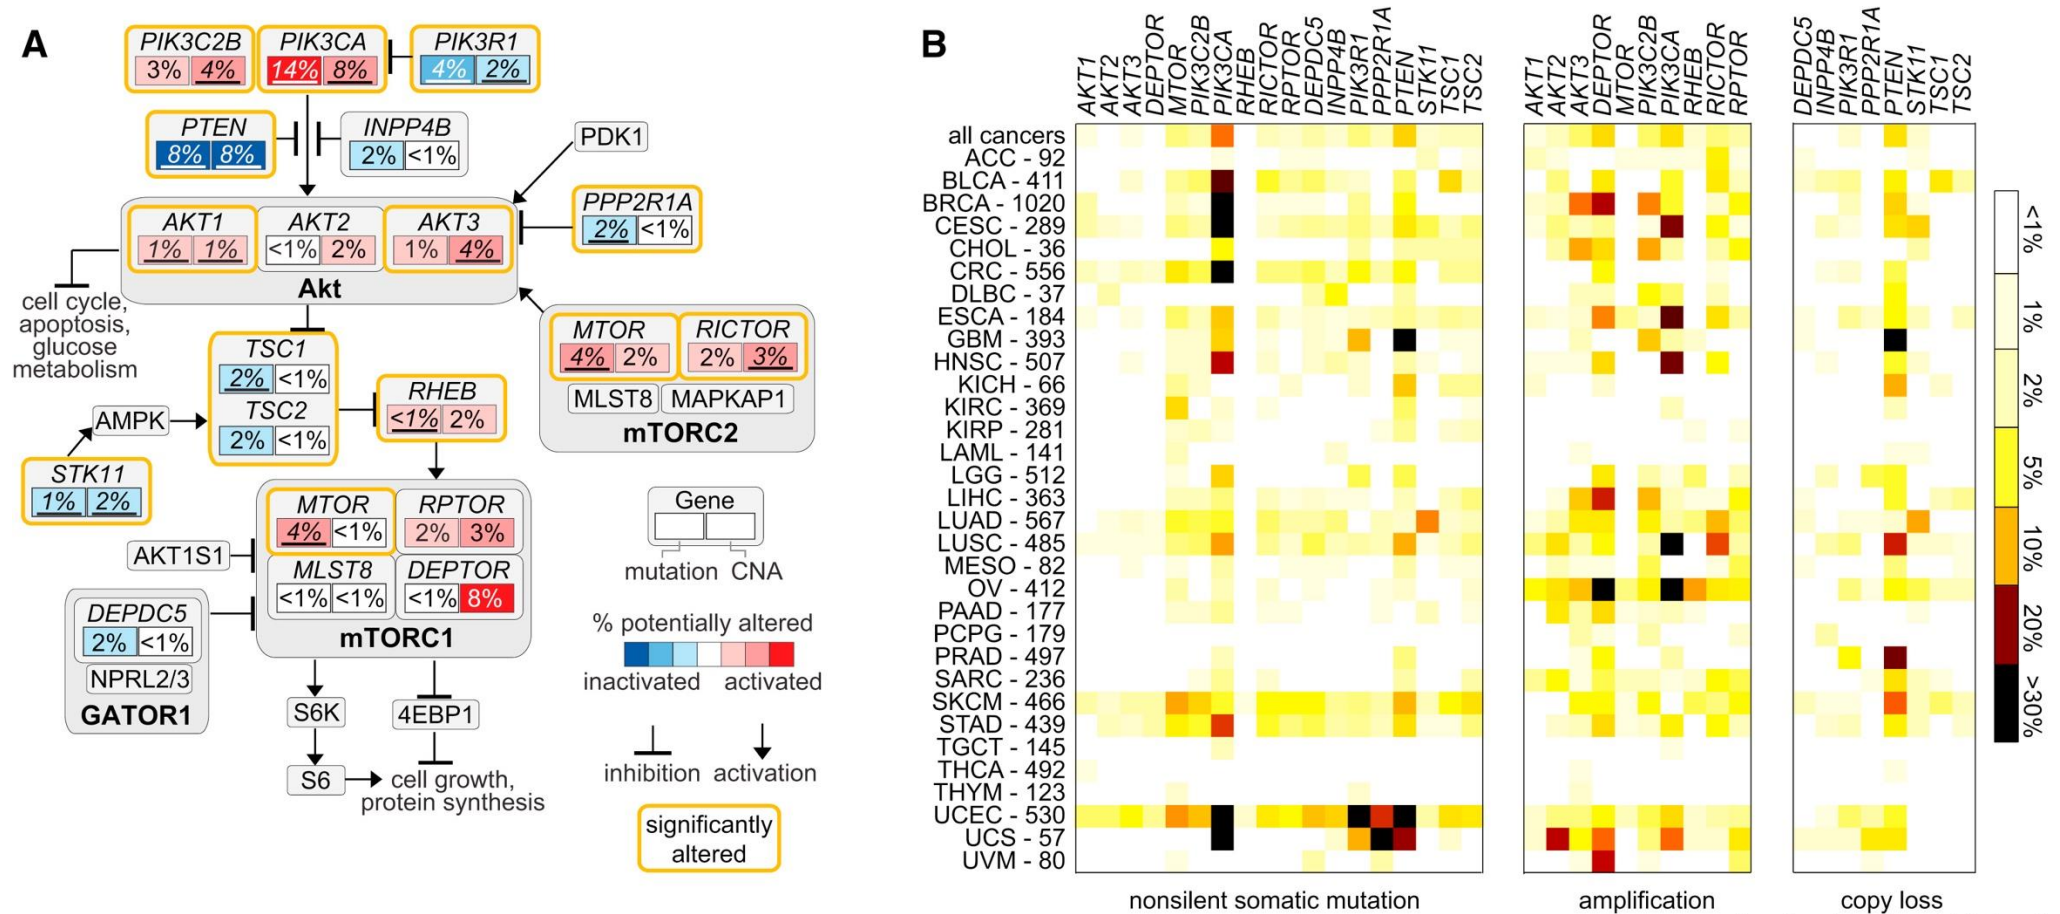 A
PIK3C2B
3% 4%
PIK3CA
14% 8%
PIK3R1
4% 2%
PTEN
8% 8%
INPP4B
2% <1%
PDK1
PPP2R1A
2% <1%
AKT1
1% 1%
AKT2
<1% 2%
AKT3
1% 4%
Akt
cell cycle,
apoptosis,
glucose
metabolism
MTOR
4% 2%
RICTOR
2% 3%
MLST8 MAPKAP1
mTORC2
TSC1
2% <1%
TSC2
2% <1%
RHEB
<1% 2%
AMPK
STK11
1% 2%
MTOR
4% <1%
RPTOR
2% 3%
MLST8
<1% <1%
DEPTOR
<1% 8%
mTORC1
AKT1S1
DEPDC5
2% <1%
NPRL2/3
GATOR1
S6K
4EBP1
S6
cell growth,
protein synthesis
Gene
mutation CNA
% potentially altered
inactivated activated
inhibition activation
significantly
altered
B
AKT1
AKT2
AKT3
DEPTOR
MTOR
PIK3C2B
PIK3CA
RHEB
RICTOR
RPTOR
DEPDC5
INPP4B
PIK3R1
PPP2R1A
PTEN
STK11
TSC1
TSC2
AKT1
AKT2
AKT3
DEPTOR
MTOR
PIK3C2B
PIK3CA
RHEB
RICTOR
RPTOR
DEPDC5
INPP4B
PIK3R1
PPP2R1A
PTEN
STK11
TSC1
TSC2
all cancers
ACC - 92
BLCA - 411
BRCA - 1020
CESC - 289
CHOL - 36
CRC - 556
DLBC - 37
ESCA - 184
GBM - 393
HNSC - 507
KICH - 66
KIRC - 369
KIRP - 281
LAML - 141
LGG - 512
LIHC - 363
LUAD - 567
LUSC - 485
MESO - 82
OV - 412
PAAD - 177
PCPG - 179
PRAD - 497
SARC - 236
SKCM - 466
STAD - 439
TGCT - 145
THCA - 492
THYM - 123
UCEC - 530
UCS - 57
UVM - 80
nonsilent somatic mutation
amplification
copy loss
<1%
1%
2%
5%
10%
20%
>30%